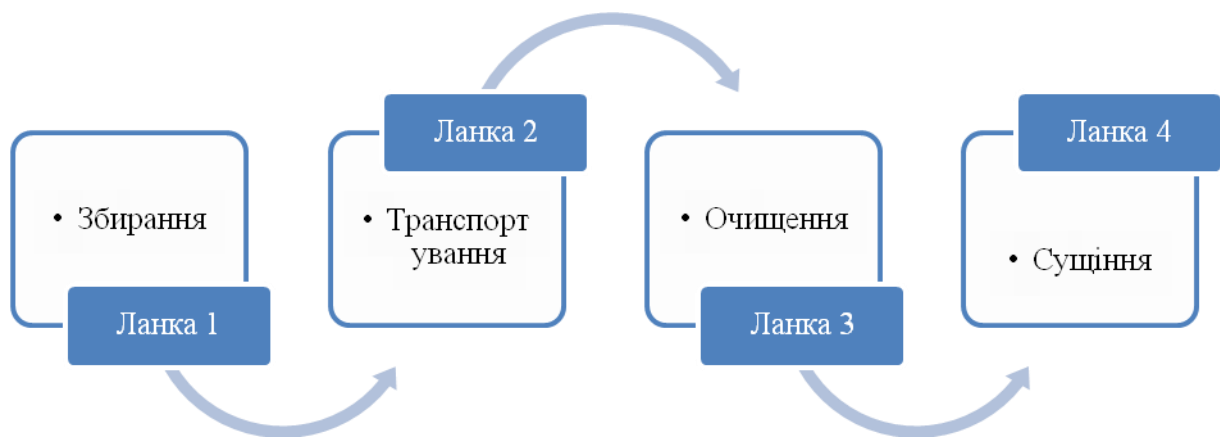 • Збирання
Ланка 1
Ланка 2
• Транспорт
ування
• Очищення
Ланка 3
Ланка 4
• Сущіння